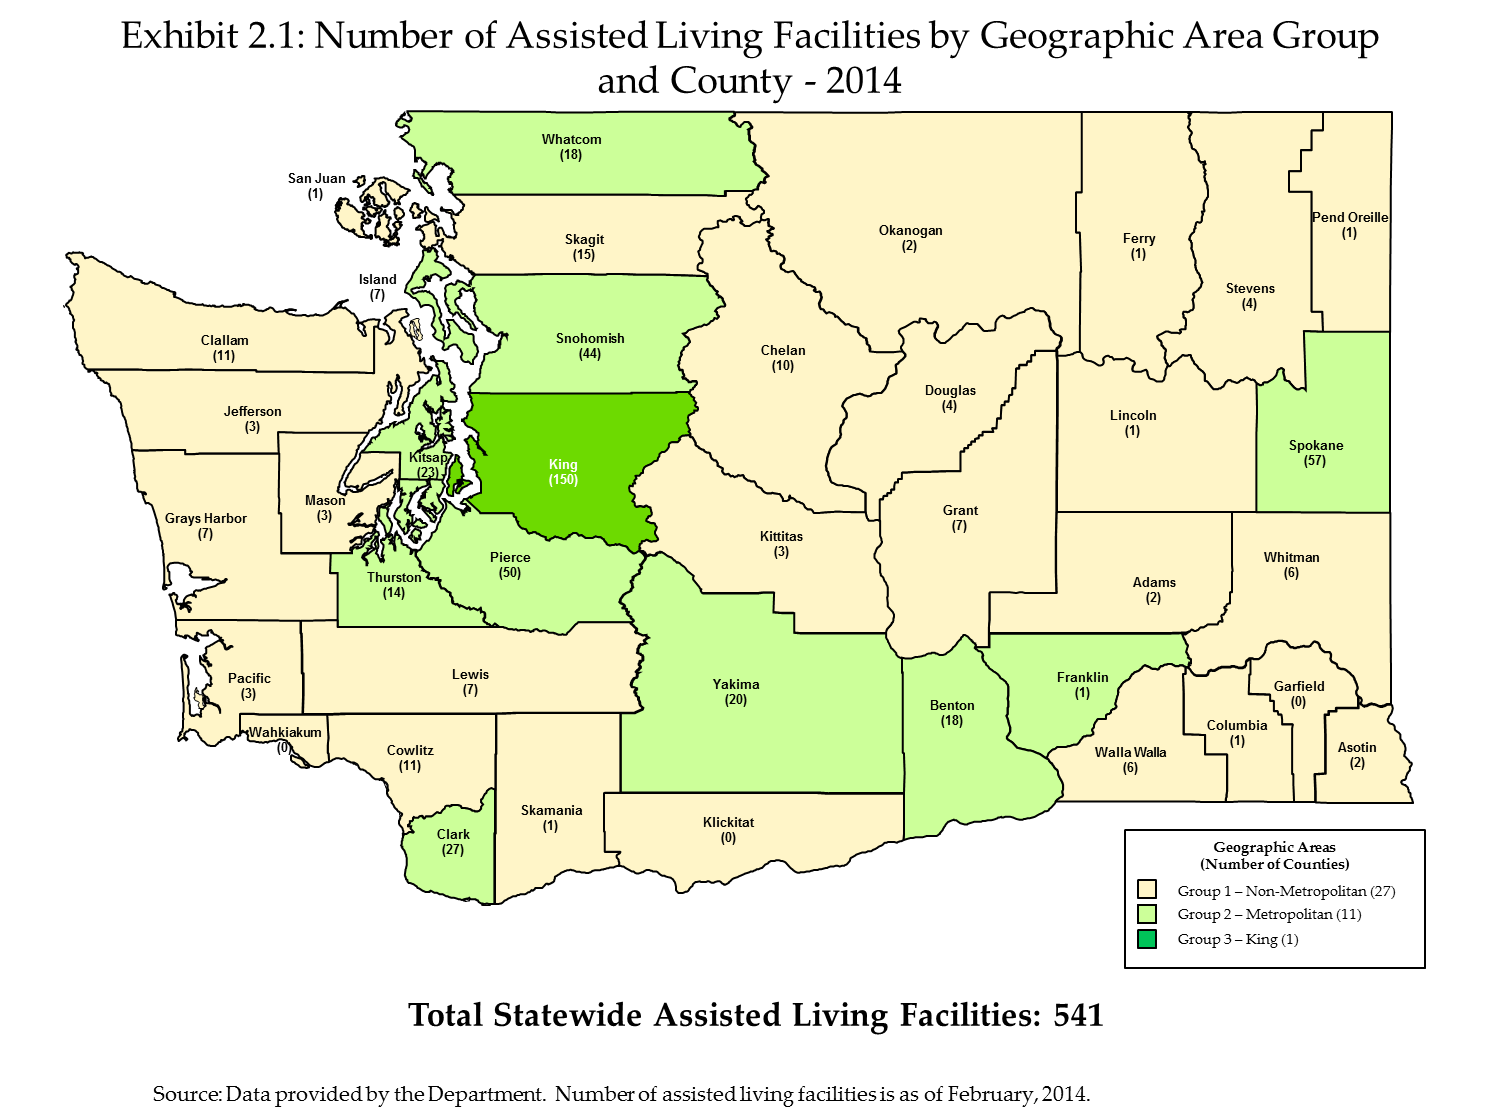 Exhibit 2.1: Number of Assisted Living Facilities by Geographic Area Group
and County - 2014
Whatcom
(18)
San Juan
(1)
Skagit
(15)
Okanogan
(2)
Ferry
(1)
Stevens
(4)
Pend Oreille
(1)
Island
(7)
Clallam
(11)
Snohomish
(44)
Chelan
(10)
Douglas
(4)
Lincoln
(1)
Spokane
(57)
Jefferson
(3)
Kitsap
(23)
King
(150)
Mason
(3)
Grays Harbor
(7)
Grant
(7)
Kittitas
(3)
Pierce
(50)
Thurston
(14)
Adams
(2)
Whitman
(6)
Pacific
(3)
Lewis
(7)
Yakima
(20)
Benton
(18)
Franklin
(1)
Garfield
(0)
Columbia
(1)
Walla Walla
(6)
Asotin
(2)
Wahkiakum
(0)
Cowlitz
(11)
Skamania
(1)
Klickitat
(0)
Clark
(27)
Geographic Areas
(Number of Counties)
Group 1 – Non-Metropolitan (27)
Group 2 – Metropolitan (11)
Group 3 – King (1)
Total Statewide Assisted Living Facilities: 541
Source: Data provided by the Department. Number of assisted living facilities is as of February, 2014.